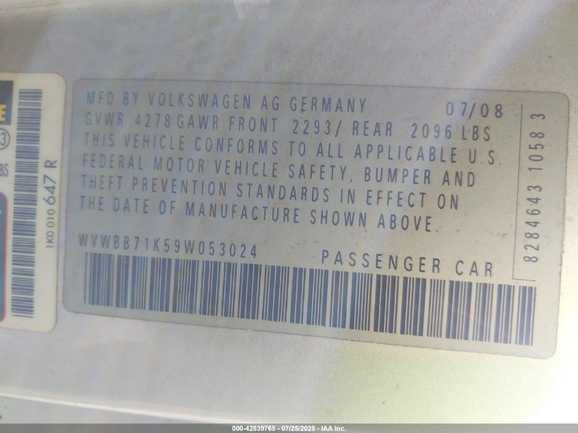 MFD BY VOLKSWAGEN AG GERMANY 07/08
GVWR 4278 GAWR FRONT 2293/ REAR 2096 LBS
THIS VEHICLE CONFORMS TO ALL APPLICABLE U.S.
FEDERAL MOTOR VEHICLE SAFETY, BUMPER AND
THEFT PREVENTION STANDARDS IN EFFECT ON
THE DATE OF MANUFACTURE SHOWN ABOVE.
WVWBB71K59W053024
PASSENGER CAR
8284643 1058 3
1K0 010 647 R
000-42539765 - 07/25/2025 - IAA Inc.